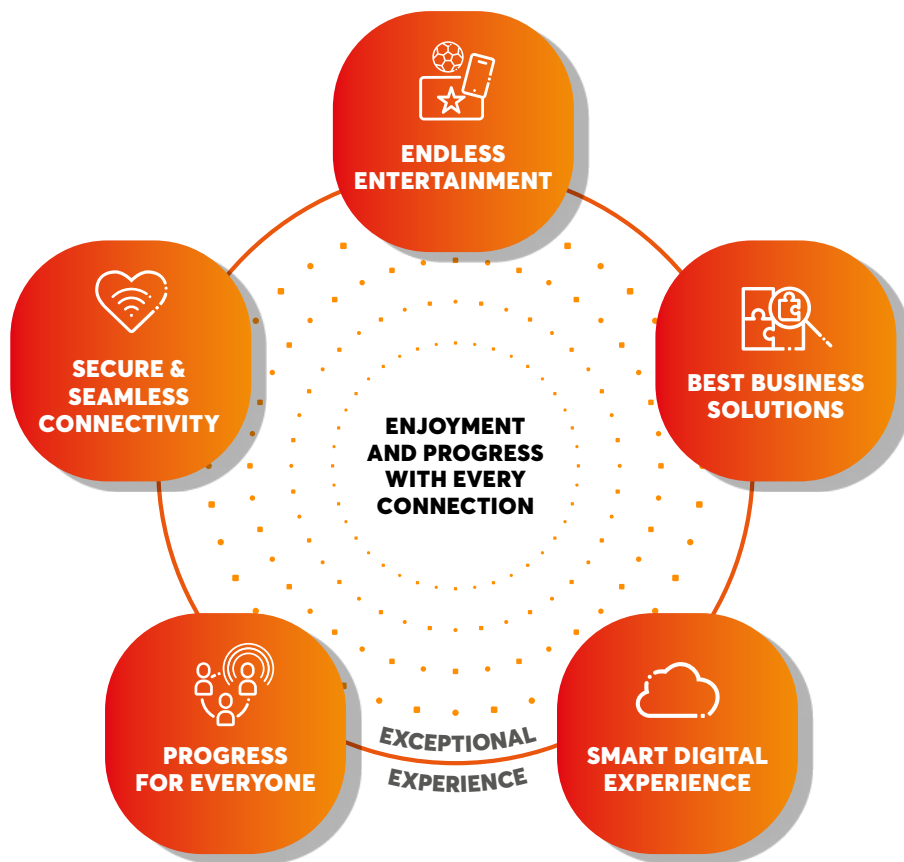 ENDLESS
ENTERTAINMENT
SECURE &
SEAMLESS
CONNECTIVITY
BEST BUSINESS
SOLUTIONS
ENJOYMENT
AND PROGRESS
WITH EVERY
CONNECTION
PROGRESS
FOR EVERYONE
EXCEPTIONAL
EXPERIENCE
SMART DIGITAL
EXPERIENCE